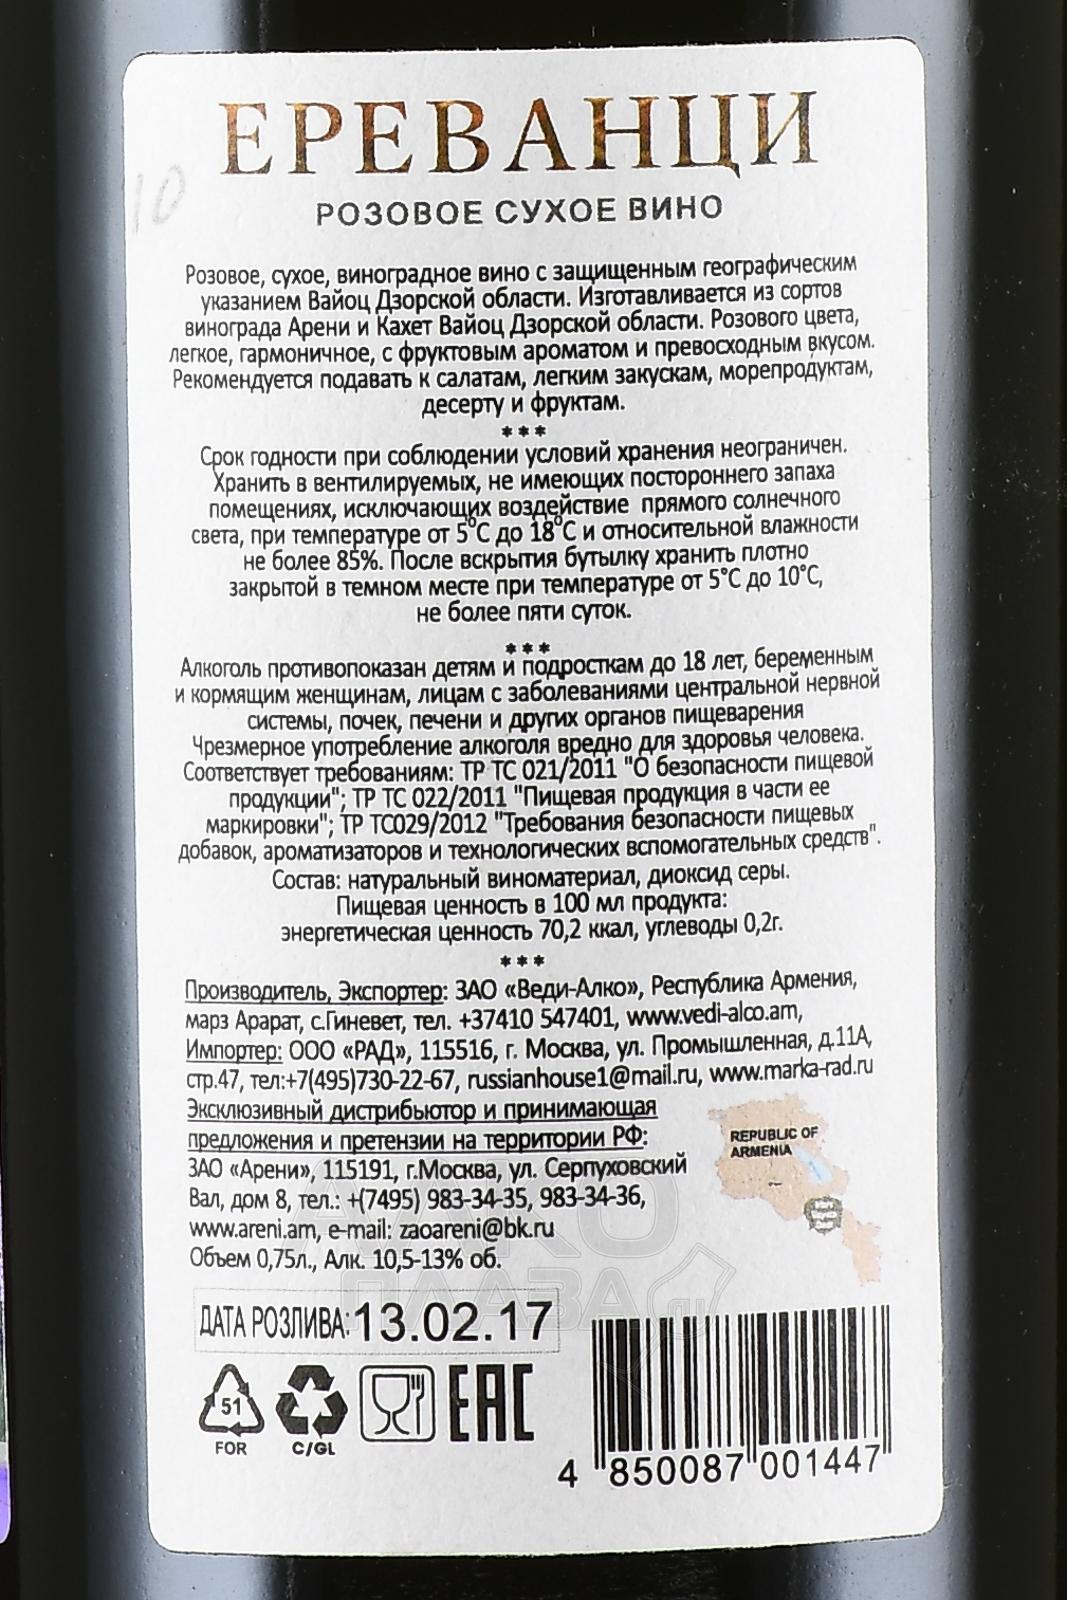 ЕРЕВАНЦИ
10
РОЗОВОЕ СУХОЕ ВИНО
Розовое, сухое, виноградное вино с защищенным географическим
указанием Вайоц Дзорской области. Изготавливается из сортов
винограда Арени и Кахет Вайоц Дзорской области. Розового цвета,
легкое, гармоничное, с фруктовым ароматом и превосходным вкусом.
Рекомендуется подавать к салатам, легким закускам, морепродуктам,
десерту и фруктам.
***
Срок годности при соблюдении условий хранения неограничен.
Хранить в вентилируемых, не имеющих постороннего запаха
помещениях, исключающих воздействие прямого солнечного
света, при температуре от 5°С до 18°С и относительной влажности
не более 85%. После вскрытия бутылку хранить плотно
закрытой в темном месте при температуре от 5°С до 10°С,
не более пяти суток.
***
Алкоголь противопоказан детям и подросткам до 18 лет, беременным
и кормящим женщинам, лицам с заболеваниями центральной нервной
системы, почек, печени и других органов пищеварения
Чрезмерное употребление алкоголя вредно для здоровья человека.
Соответствует требованиям: ТР ТС 021/2011 "О безопасности пищевой
продукции"; ТР ТС 022/2011 "Пищевая продукция в части ее
маркировки"; ТР ТС029/2012 "Требования безопасности пищевых
добавок, ароматизаторов и технологических вспомогательных средств".
Состав: натуральный виноматериал, диоксид серы.
Пищевая ценность в 100 мл продукта:
энергетическая ценность 70,2 ккал, углеводы 0,2г.
***
Производитель, Экспортер: ЗАО «Веди-Алко», Республика Армения,
марз Арарат, с.Гиневет, тел. +37410 547401, www.vedi-alco.am,
Импортер: ООО «РАД», 115516, г. Москва, ул. Промышленная, д.11А,
стр.47, тел:+7(495)730-22-67, russianhouse1@mail.ru, www.marka-rad.ru
Эксклюзивный дистрибьютор и принимающая
предложения и претензии на территории РФ:
ЗАО «Арени», 115191, г.Москва, ул. Серпуховский
Вал, дом 8, тел.: +(7495) 983-34-35, 983-34-36,
www.areni.am, e-mail: zaoareni@bk.ru
Объем 0,75л., Алк. 10,5-13% об.
REPUBLIC OF
ARMENIA
АЛКО
ПЛАЗА
.ru
ДАТА РОЗЛИВА: 13.02.17
51
FOR
C/GL
EAC
4 850087 001447